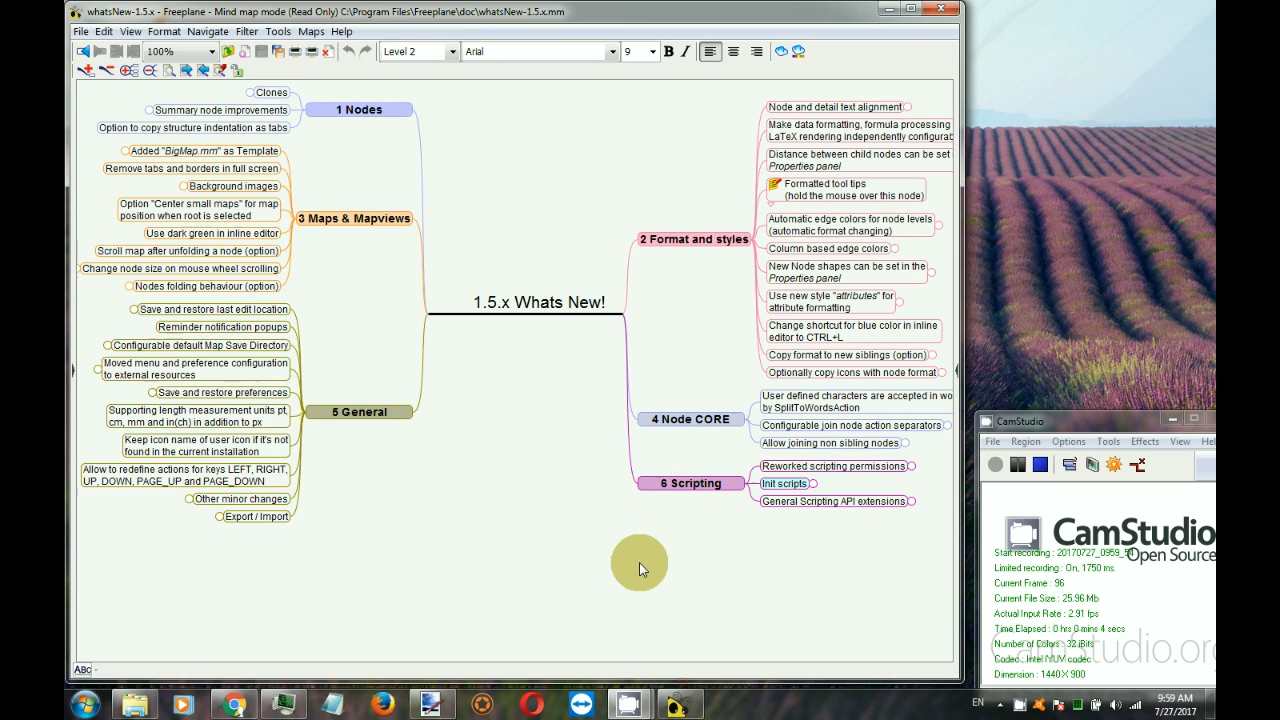 whatsNew-1.5.x - Freeplane - Mind map mode (Read Only) C:\Program Files\Freeplane\doc\whatsNew-1.5.x.mm
File Edit View Format Navigate Filter Tools Maps Help
100%
Level 2
Arial
9
B I
1.5.x Whats New!
1 Nodes
Clones
Summary node improvements
Option to copy structure indentation as tabs
3 Maps & Mapviews
Added "BigMap.mm" as Template
Remove tabs and borders in full screen
Background images
Option "Center small maps" for map
position when root is selected
Use dark green in inline editor
Scroll map after unfolding a node (option)
Change node size on mouse wheel scrolling
Nodes folding behaviour (option)
5 General
Save and restore last edit location
Reminder notification popups
Configurable default Map Save Directory
Moved menu and preference configuration
to external resources
Save and restore preferences
Supporting length measurement units pt,
cm, mm and in(ch) in addition to px
Keep icon name of user icon if it's not
found in the current installation
Allow to redefine actions for keys LEFT, RIGHT,
UP, DOWN, PAGE_UP and PAGE_DOWN
Other minor changes
Export / Import
2 Format and styles
Node and detail text alignment
Make data formatting, formula processing
LaTeX rendering independently configurab
Distance between child nodes can be set
Properties panel
Formatted tool tips
(hold the mouse over this node)
Automatic edge colors for node levels
(automatic format changing)
Column based edge colors
New Node shapes can be set in the
Properties panel
Use new style "attributes" for
attribute formatting
Change shortcut for blue color in inline
editor to CTRL+L
Copy format to new siblings (option)
Optionally copy icons with node format
4 Node CORE
User defined characters are accepted in wo
by SplitToWordsAction
Configurable join node action separators
Allow joining non sibling nodes
6 Scripting
Reworked scripting permissions
Init scripts
General Scripting API extensions
ABC
CamStudio
File Region Options Tools Effects View Hel
CamStudio
Open Source
Limited recording : On, 1750 ms.
Current Frame : 96
Current File Size : 25.96 Mb
Actual Input Rate : 2.91 fps
Time Elapsed : 0 hrs 0 mins 4 secs
Number of Colors : 32 Bits
Codec : Intel IYUV codec
Dimension : 1440 X 900
CamStudio.org
EN
9:59 AM
7/27/2017